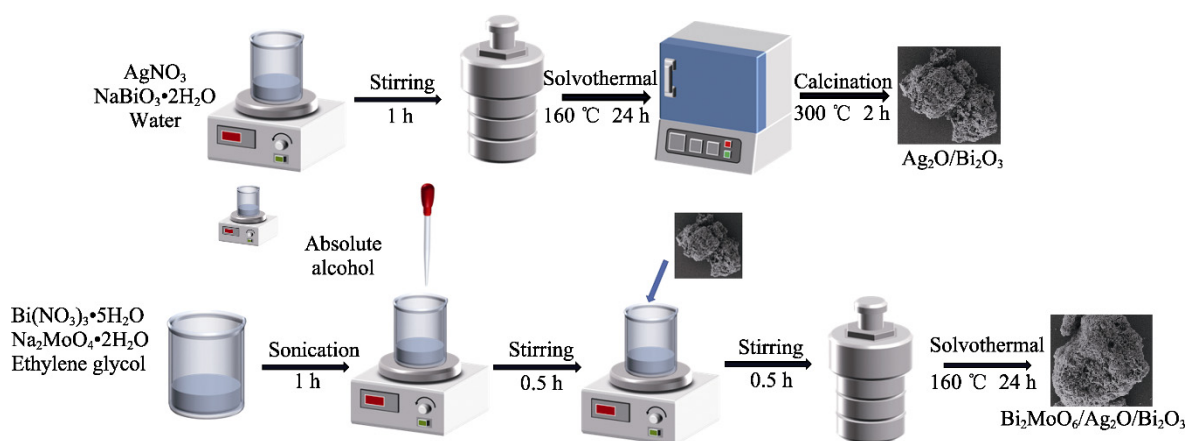 AgNO₃
NaBiO₃•2H₂O
Water
Stirring
1 h
Solvothermal
160 ℃ 24 h
Calcination
300 ℃ 2 h
Ag₂O/Bi₂O₃
Absolute
alcohol
Bi(NO₃)₃•5H₂O
Na₂MoO₄•2H₂O
Ethylene glycol
Sonication
1 h
Stirring
0.5 h
Stirring
0.5 h
Solvothermal
160 ℃ 24 h
Bi₂MoO₆/Ag₂O/Bi₂O₃